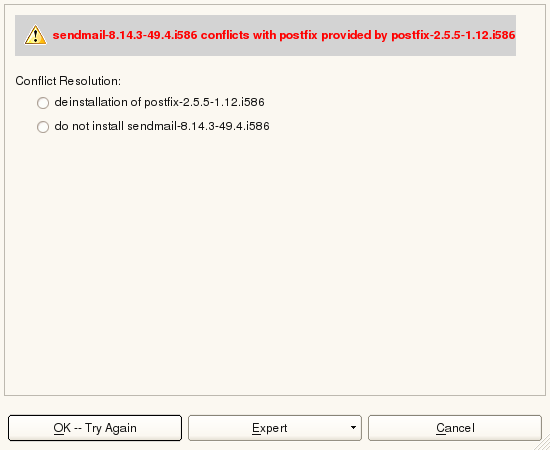 sendmail-8.14.3-49.4.i586 conflicts with postfix provided by postfix-2.5.5-1.12.i586
Conflict Resolution:
deinstallation of postfix-2.5.5-1.12.i586
do not install sendmail-8.14.3-49.4.i586
OK -- Try Again
Expert
Cancel